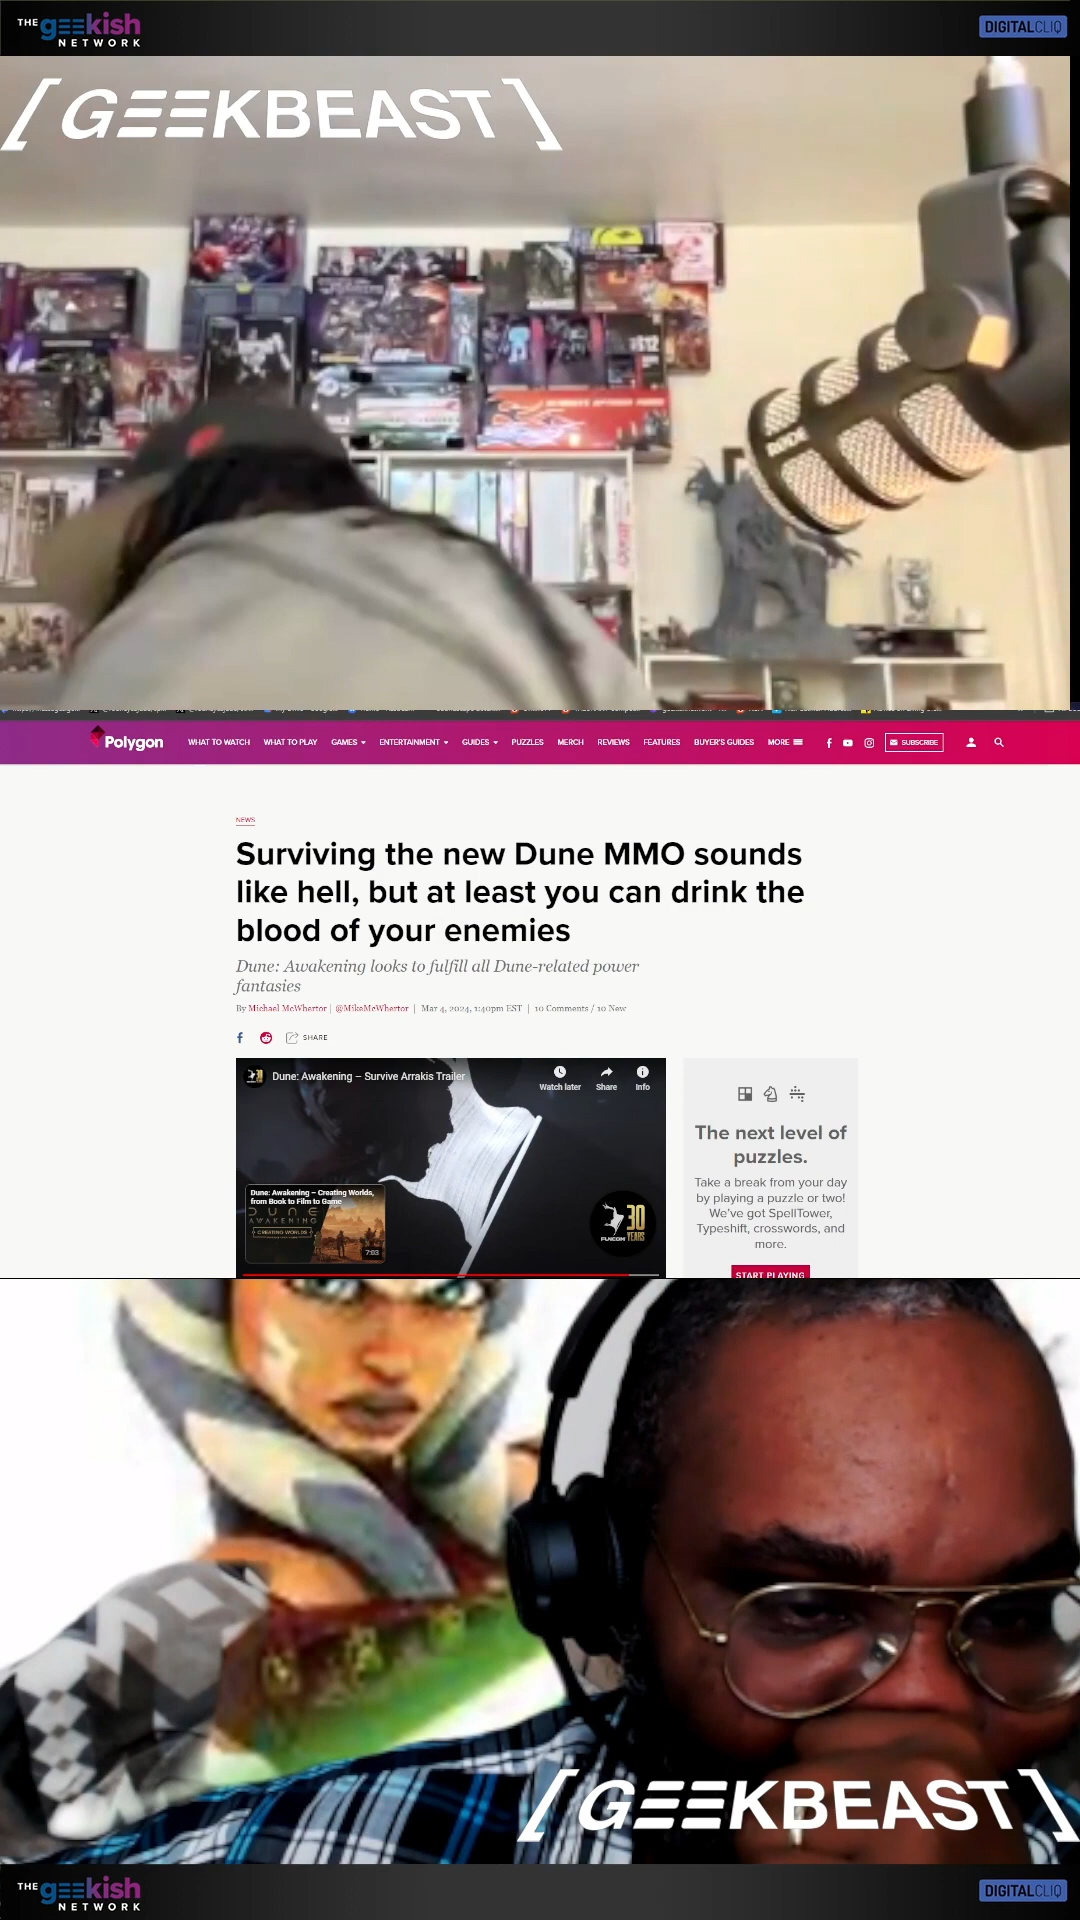 THE geekish NETWORK
DIGITALCLIQ
[GEEKBEAST]
Polygon
WHAT TO WATCH WHAT TO PLAY GAMES ENTERTAINMENT GUIDES PUZZLES MERCH REVIEWS FEATURES BUYER'S GUIDES MORE SUBSCRIBE
NEWS
Surviving the new Dune MMO sounds
like hell, but at least you can drink the
blood of your enemies
Dune: Awakening looks to fulfill all Dune-related power
fantasies
By Michael McWhertor | @MikeMcWhertor | Mar 4, 2024, 1:40pm EST | 10 Comments / 10 New
SHARE
Dune: Awakening – Survive Arrakis Trailer
Watch later Share Info
Dune: Awakening – Creating Worlds,
from Book to Film to Game
DUNE
AWAKENING
CREATING WORLDS
7:03
30
FUNCOM YEARS
The next level of
puzzles.
Take a break from your day
by playing a puzzle or two!
We've got SpellTower,
Typeshift, crosswords, and
more.
START PLAYING
[GEEKBEAST]
THE geekish NETWORK
DIGITALCLIQ